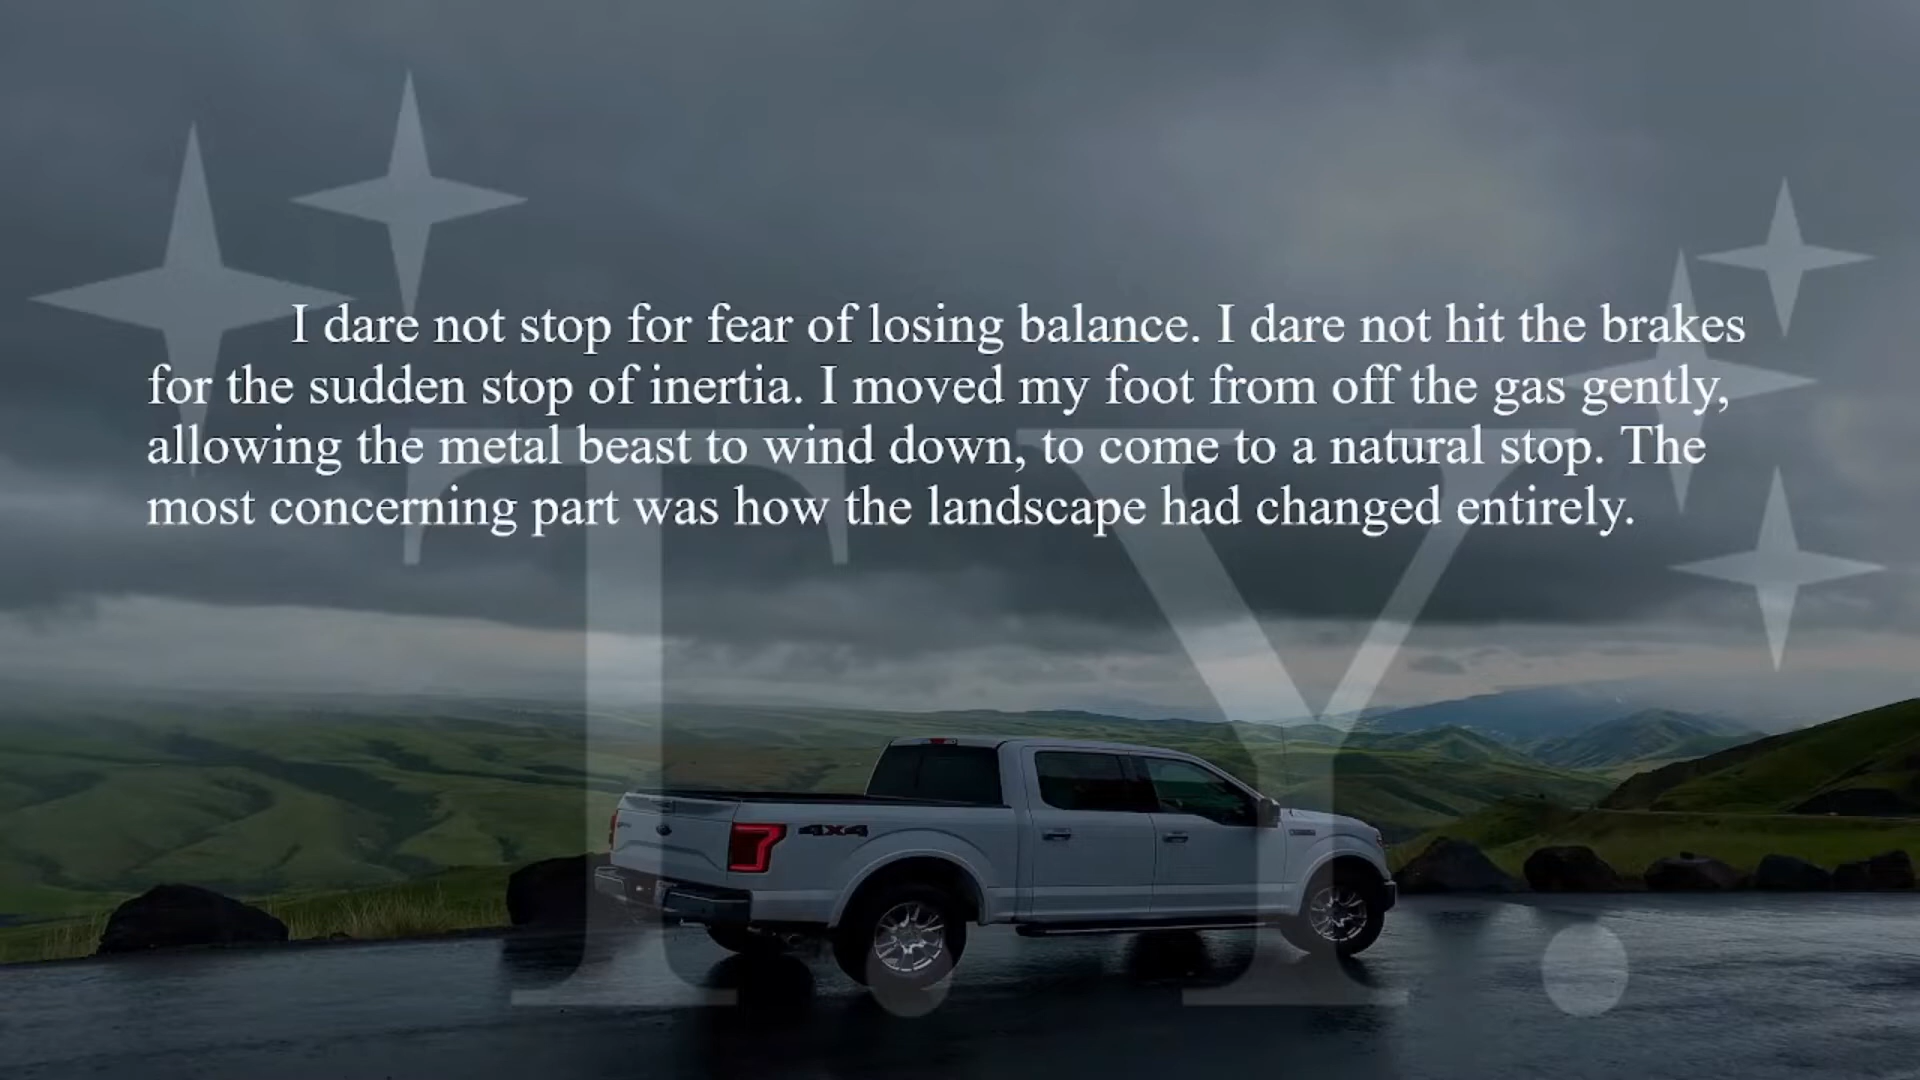 I dare not stop for fear of losing balance. I dare not hit the brakes
for the sudden stop of inertia. I moved my foot from off the gas gently,
allowing the metal beast to wind down, to come to a natural stop. The
most concerning part was how the landscape had changed entirely.
T.Y.
4x4